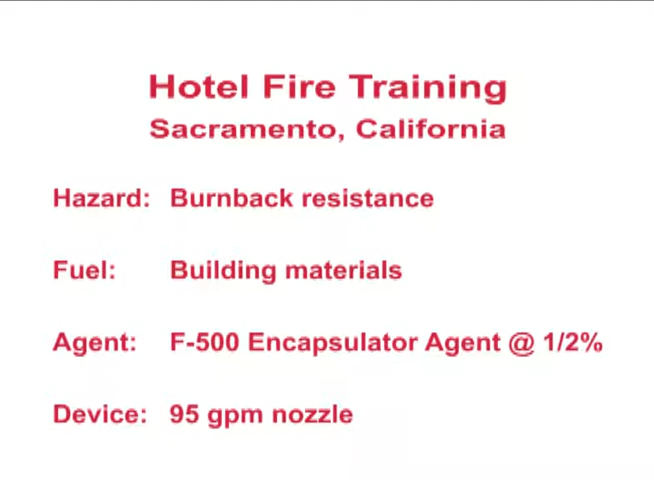 Hotel Fire Training
Sacramento, California
Hazard: Burnback resistance
Fuel: Building materials
Agent: F-500 Encapsulator Agent @ 1/2%
Device: 95 gpm nozzle